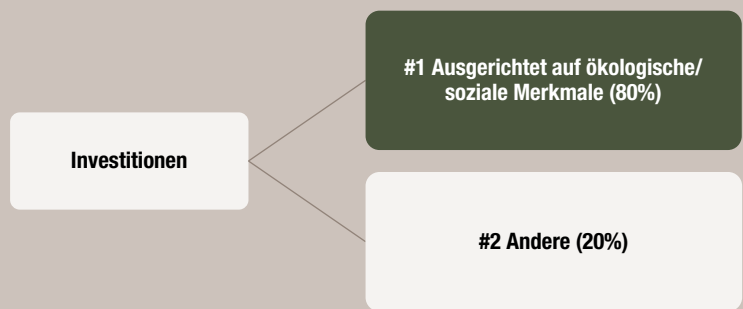 Investitionen
#1 Ausgerichtet auf ökologische/
soziale Merkmale (80%)
#2 Andere (20%)